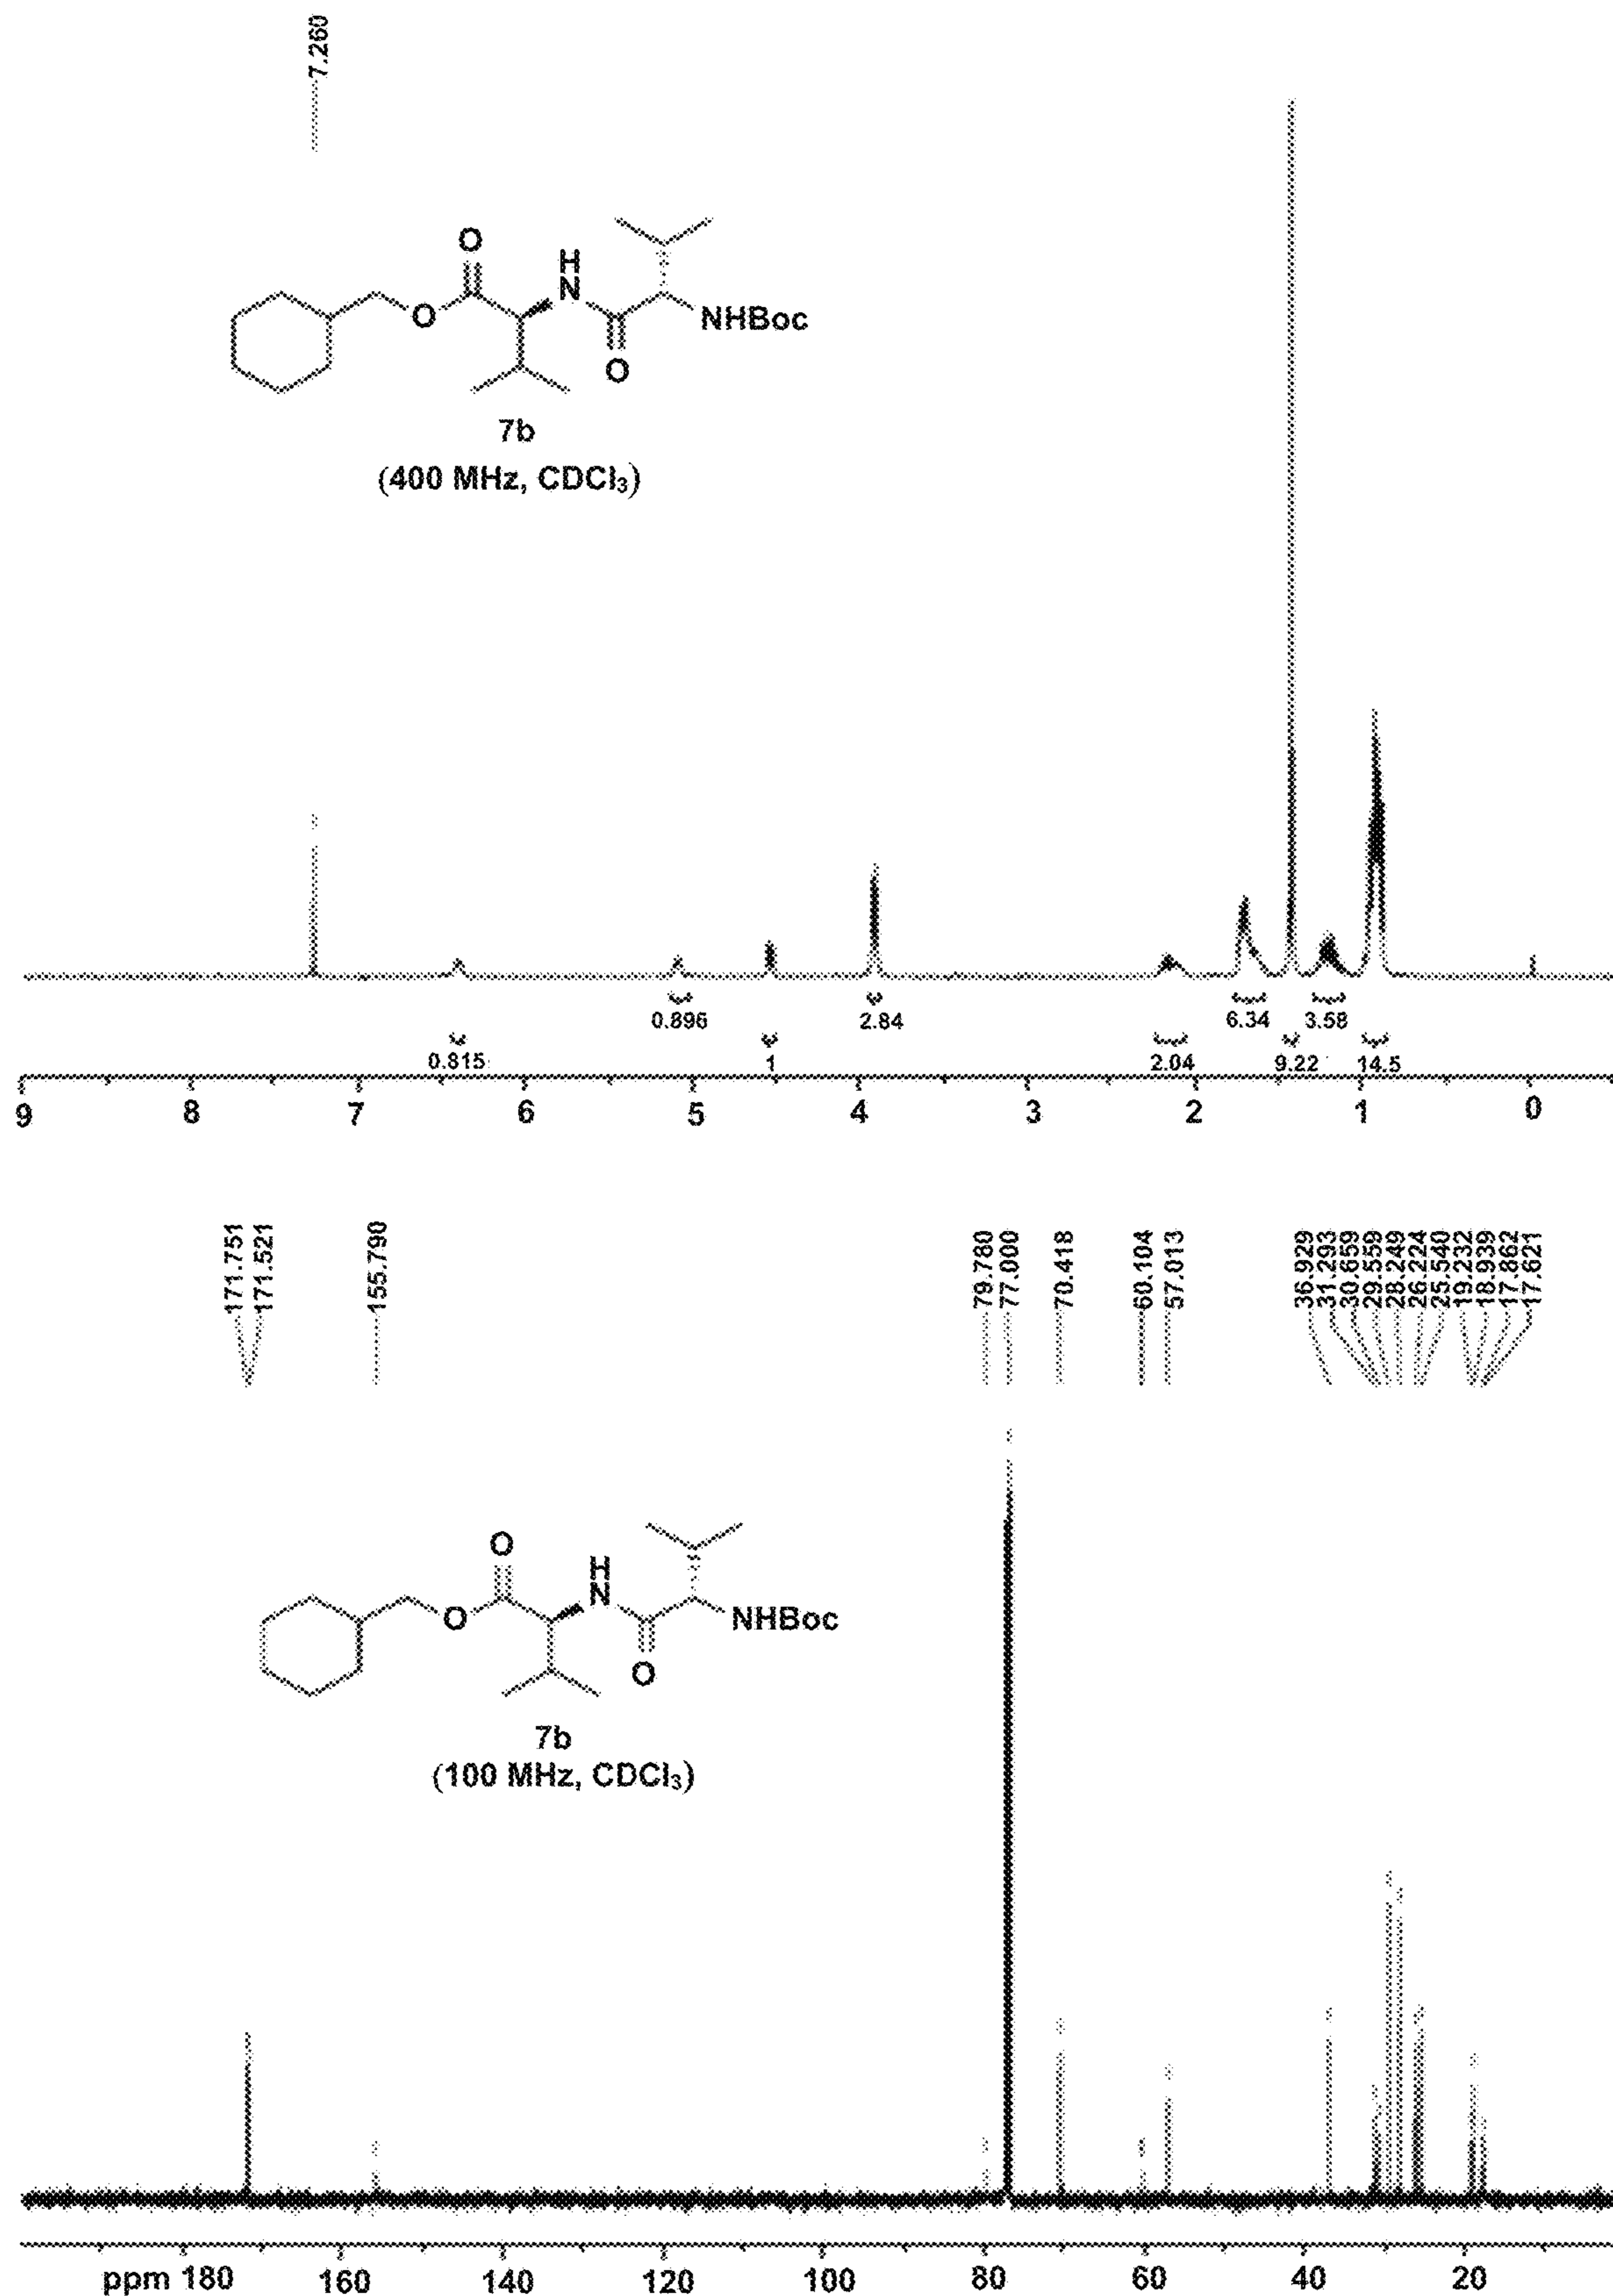 7.260
O
H
N
O
NHBoc
O
7b
(400 MHz, CDCl₃)
0.896 2.84 6.34 3.58
0.815 1 2.04 9.22 14.5
9 8 7 6 5 4 3 2 1 0
171.751
171.521
155.790
79.780
77.000
70.418
60.104
57.013
36.929
31.293
30.659
29.559
28.249
26.224
25.540
19.232
18.939
17.862
17.621
O
H
N
O
NHBoc
O
7b
(100 MHz, CDCl₃)
ppm 180 160 140 120 100 80 60 40 20